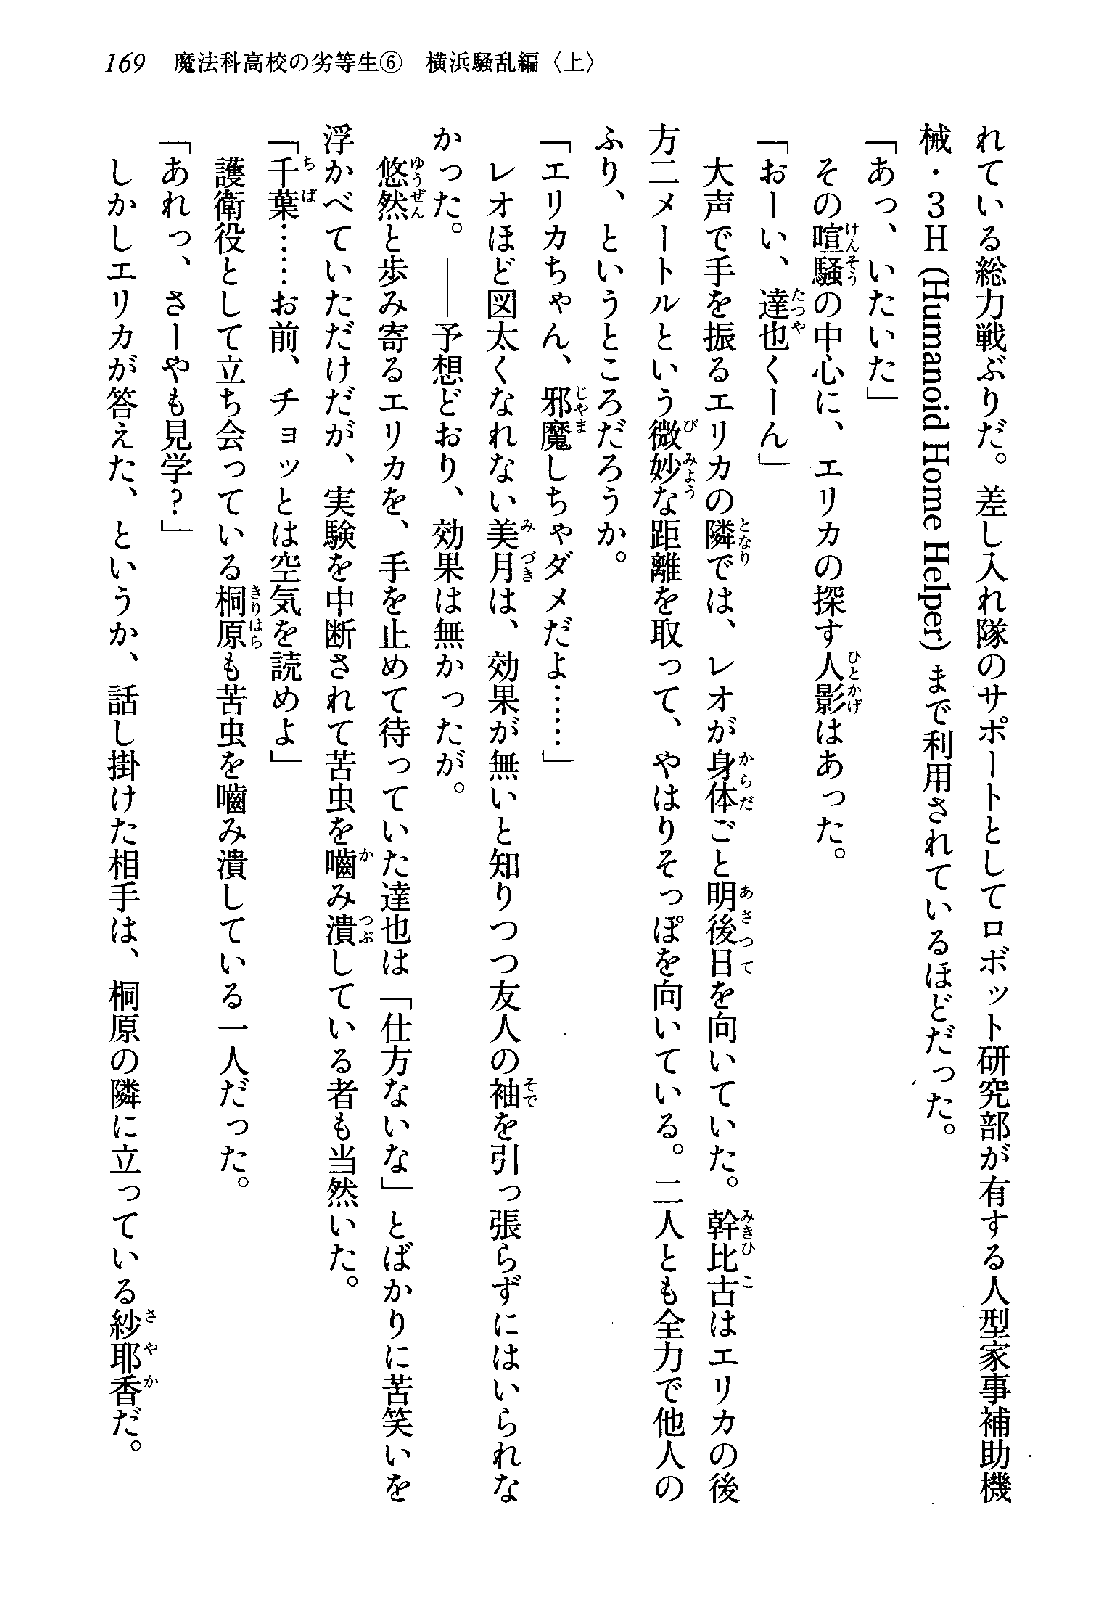 169　魔法科高校の劣等生⑥　横浜騒乱編〈上〉
れている総力戦ぶりだ。差し入れ隊のサポートとしてロボット研究部が有する人型家事補助機
械・３Ｈ (Humanoid Home Helper) まで利用されているほどだった。
「あっ、いたいた」
　その喧騒の中心に、エリカの探す人影はあった。
「おーい、達也くーん」
　大声で手を振るエリカの隣では、レオが身体ごと明後日を向いていた。幹比古はエリカの後
方二メートルという微妙な距離を取って、やはりそっぽを向いている。二人とも全力で他人の
ふり、というところだろうか。
「エリカちゃん、邪魔しちゃダメだよ……」
　レオほど図太くなれない美月は、効果が無いと知りつつ友人の袖を引っ張らずにはいられな
かった。――予想どおり、効果は無かったが。
　悠然と歩み寄るエリカを、手を止めて待っていた達也は「仕方ないな」とばかりに苦笑いを
浮かべていただけだが、実験を中断されて苦虫を嚙み潰している者も当然いた。
「千葉……お前、チョッとは空気を読めよ」
　護衛役として立ち会っている桐原も苦虫を嚙み潰している一人だった。
「あれっ、さーやも見学？」
　しかしエリカが答えた、というか、話し掛けた相手は、桐原の隣に立っている紗耶香だ。